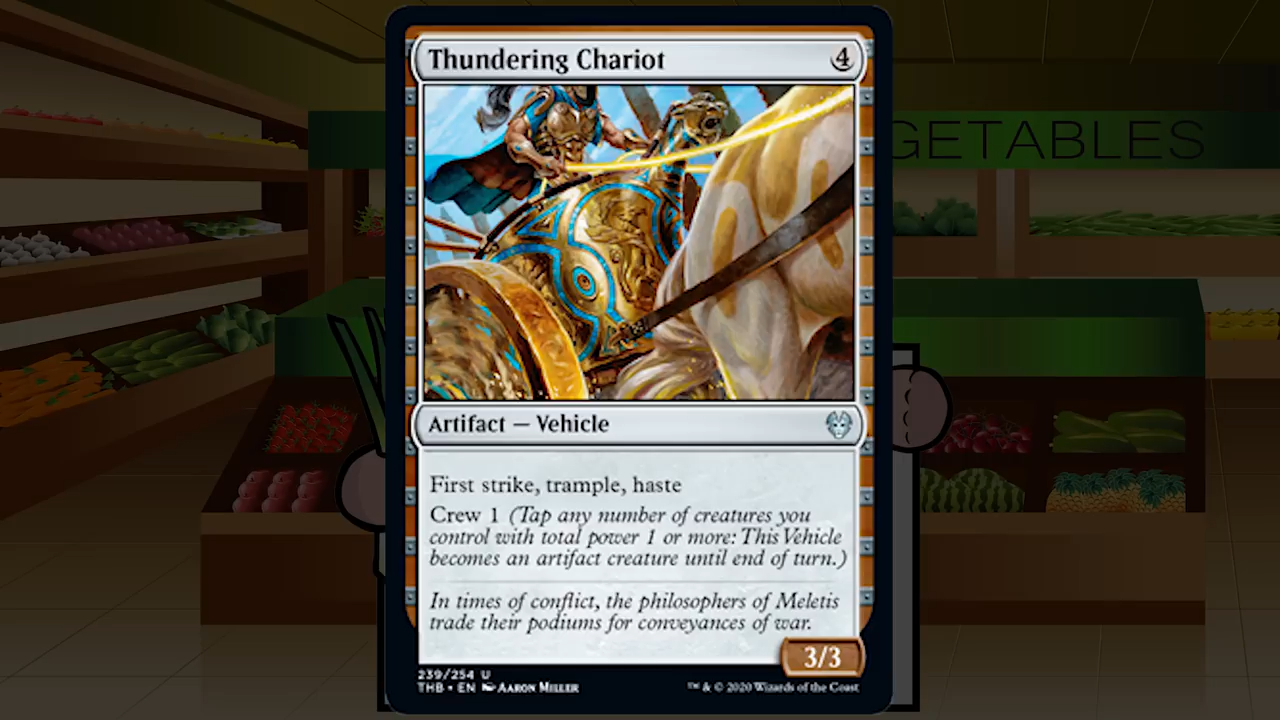 Thundering Chariot 4
GETABLES
Artifact — Vehicle
First strike, trample, haste
Crew 1 (Tap any number of creatures you
control with total power 1 or more: This Vehicle
becomes an artifact creature until end of turn.)
In times of conflict, the philosophers of Meletis
trade their podiums for conveyances of war.
3/3
239/254 U
THB • EN Aaron Miller
™ & © 2020 Wizards of the Coast